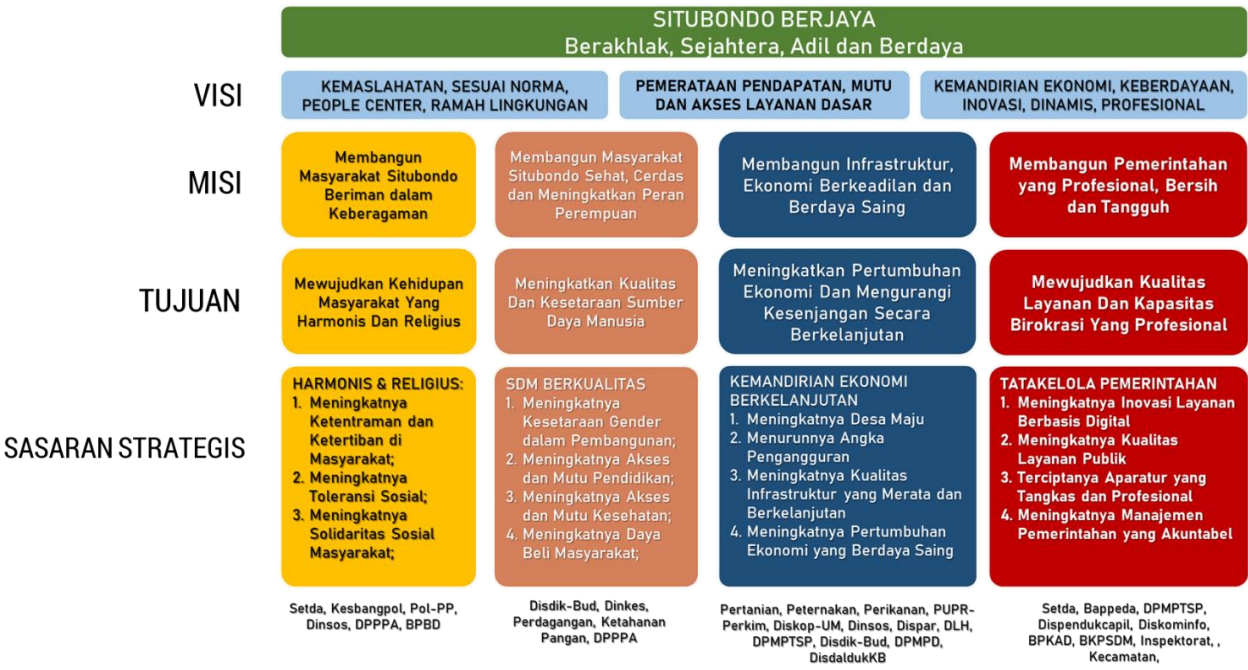 SITUBONDO BERJAYA
Berakhlak, Sejahtera, Adil dan Berdaya
VISI
KEMASLAHATAN, SESUAI NORMA,
PEOPLE CENTER, RAMAH LINGKUNGAN
PEMERATAAN PENDAPATAN, MUTU
DAN AKSES LAYANAN DASAR
KEMANDIRIAN EKONOMI, KEBERDAYAAN,
INOVASI, DINAMIS, PROFESIONAL
MISI
Membangun
Masyarakat Situbondo
Beriman dalam
Keberagaman
Membangun Masyarakat
Situbondo Sehat, Cerdas
dan Meningkatkan Peran
Perempuan
Membangun Infrastruktur,
Ekonomi Berkeadilan dan
Berdaya Saing
Membangun Pemerintahan
yang Profesional, Bersih
dan Tangguh
TUJUAN
Mewujudkan Kehidupan
Masyarakat Yang
Harmonis Dan Religius
Meningkatkan Kualitas
Dan Kesetaraan Sumber
Daya Manusia
Meningkatkan Pertumbuhan
Ekonomi Dan Mengurangi
Kesenjangan Secara
Berkelanjutan
Mewujudkan Kualitas
Layanan Dan Kapasitas
Birokrasi Yang Profesional
SASARAN STRATEGIS
HARMONIS & RELIGIUS:
1. Meningkatnya
Ketentraman dan
Ketertiban di
Masyarakat;
2. Meningkatnya
Toleransi Sosial;
3. Meningkatnya
Solidaritas Sosial
Masyarakat;
SDM BERKUALITAS
1. Meningkatnya
Kesetaraan Gender
dalam Pembangunan;
2. Meningkatnya Akses
dan Mutu Pendidikan;
3. Meningkatnya Akses
dan Mutu Kesehatan;
4. Meningkatnya Daya
Beli Masyarakat;
KEMANDIRIAN EKONOMI
BERKELANJUTAN
1. Meningkatnya Desa Maju
2. Menurunnya Angka
Pengangguran
3. Meningkatnya Kualitas
Infrastruktur yang Merata dan
Berkelanjutan
4. Meningkatnya Pertumbuhan
Ekonomi yang Berdaya Saing
TATAKELOLA PEMERINTAHAN
1. Meningkatnya Inovasi Layanan
Berbasis Digital
2. Meningkatnya Kualitas
Layanan Publik
3. Terciptanya Aparatur yang
Tangkas dan Profesional
4. Meningkatnya Manajemen
Pemerintahan yang Akuntabel
Setda, Kesbangpol, Pol-PP,
Dinsos, DPPPA, BPBD
Disdik-Bud, Dinkes,
Perdagangan, Ketahanan
Pangan, DPPPA
Pertanian, Peternakan, Perikanan, PUPR-
Perkim, Diskop-UM, Dinsos, Dispar, DLH,
DPMPTSP, Disdik-Bud, DPMPD,
DisdaldukKB
Setda, Bappeda, DPMPTSP,
Dispendukcapil, Diskominfo,
BPKAD, BKPSDM, Inspektorat, ,
Kecamatan,